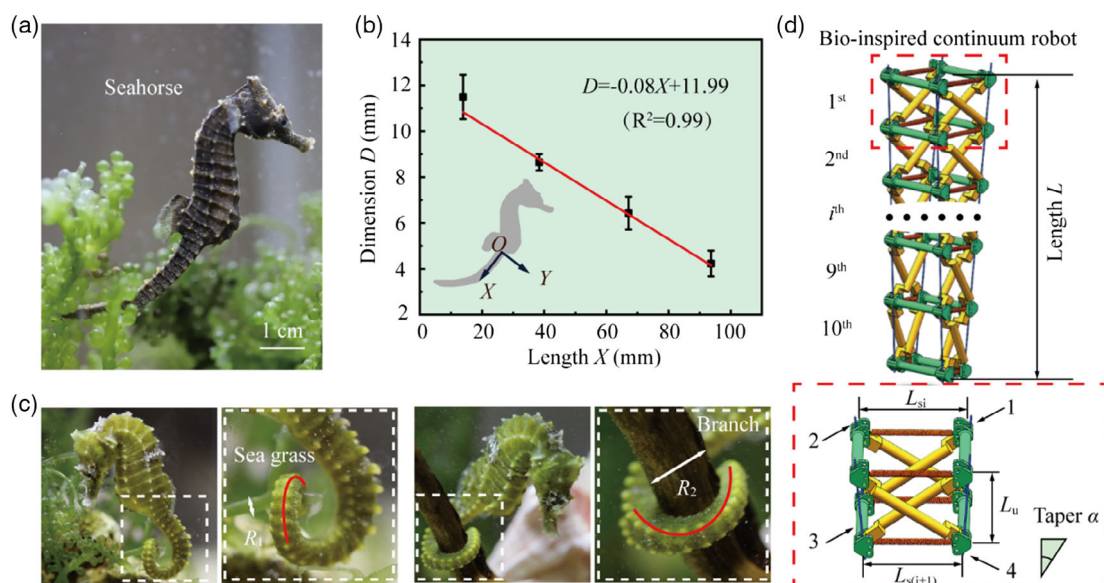 (a)
Seahorse
1 cm
(b)
14
12
10
8
6
4
2
Dimension D (mm)
D=-0.08X+11.99
(R²=0.99)
O
X
Y
0
20
40
60
80
100
Length X (mm)
(c)
Sea grass
R₁
Branch
R₂
(d)
Bio-inspired continuum robot
1ˢᵗ
2ⁿᵈ
iᵗʰ
9ᵗʰ
10ᵗʰ
Length L
Lsi
1
2
Lu
3
4
Taper α
Ls(i+1)